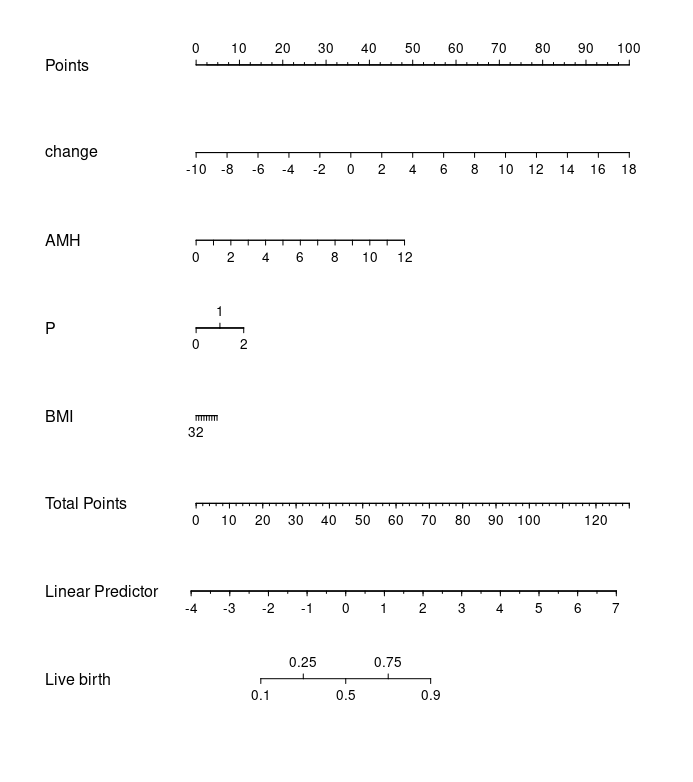 0 10 20 30 40 50 60 70 80 90 100
Points
change
-10 -8 -6 -4 -2 0 2 4 6 8 10 12 14 16 18
AMH
0 2 4 6 8 10 12
1
P
0 2
BMI
32
Total Points
0 10 20 30 40 50 60 70 80 90 100 120
Linear Predictor
-4 -3 -2 -1 0 1 2 3 4 5 6 7
0.25 0.75
Live birth
0.1 0.5 0.9